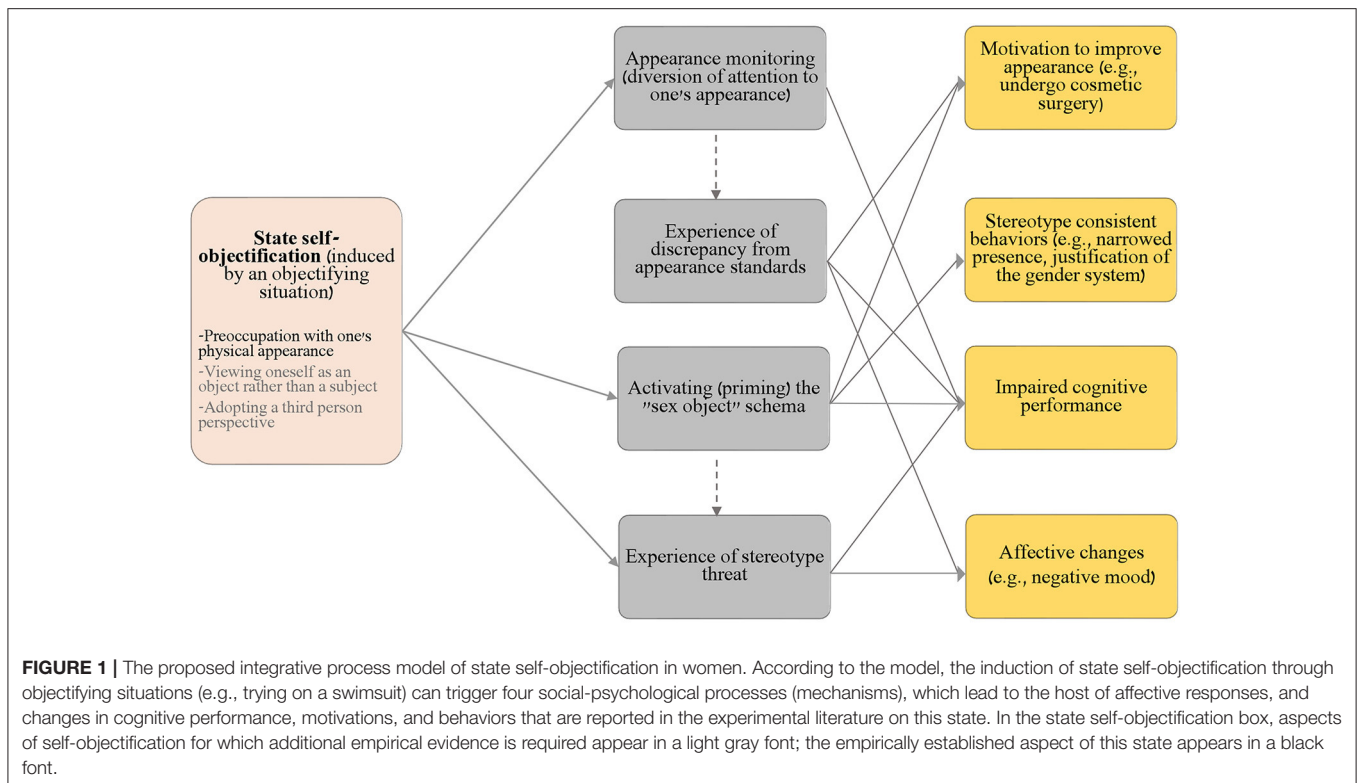 Appearance monitoring
(diversion of attention to
one's appearance)
Motivation to improve
appearance (e.g.,
undergo cosmetic
surgery)
State self-
objectification (induced
by an objectifying
situation)
-Preoccupation with one's
physical appearance
-Viewing oneself as an
object rather than a subject
-Adopting a third person
perspective
Experience of
discrepancy from
appearance standards
Stereotype consistent
behaviors (e.g., narrowed
presence, justification
of the gender system)
Activating (priming) the
"sex object" schema
Impaired cognitive
performance
Experience of stereotype
threat
Affective changes
(e.g., negative mood)
FIGURE 1 | The proposed integrative process model of state self-objectification in women. According to the model, the induction of state self-objectification through
objectifying situations (e.g., trying on a swimsuit) can trigger four social-psychological processes (mechanisms), which lead to the host of affective responses, and
changes in cognitive performance, motivations, and behaviors that are reported in the experimental literature on this state. In the state self-objectification box, aspects
of self-objectification for which additional empirical evidence is required appear in a light gray font; the empirically established aspect of this state appears in a black
font.